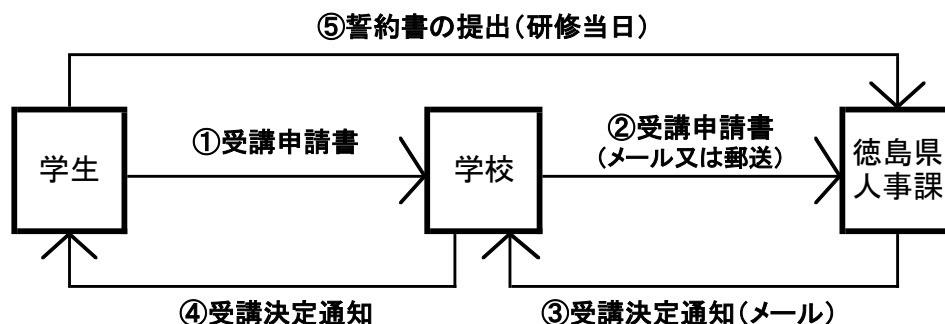 ⑤誓約書の提出（研修当日）
①受講申請書
②受講申請書
（メール又は郵送）
学生
学校
徳島県
人事課
④受講決定通知
③受講決定通知（メール）